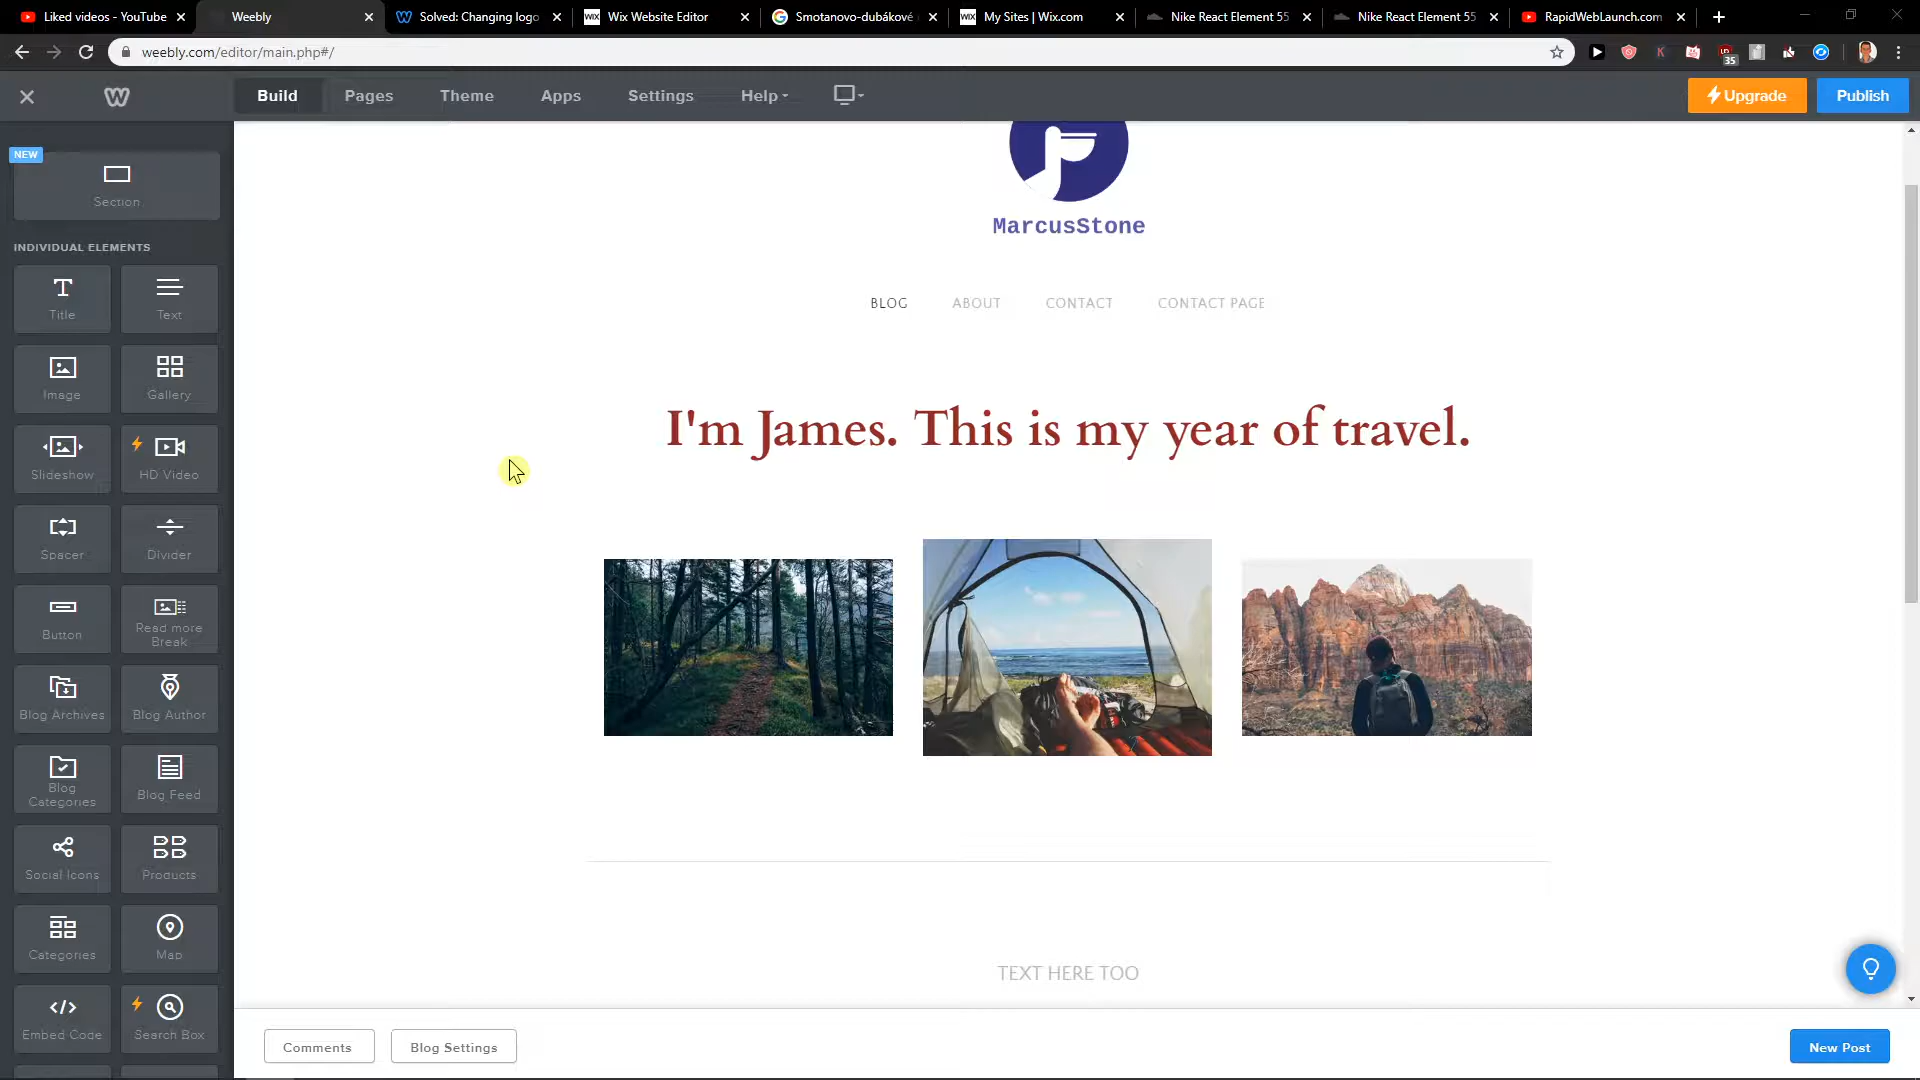 Liked videos - YouTube
Weebly
Solved: Changing logo
WIX Wix Website Editor
Smotanovo-dubákové
WIX My Sites | Wix.com
Nike React Element 55
Nike React Element 55
RapidWebLaunch.com
weebly.com/editor/main.php#/
35
Build
Pages
Theme
Apps
Settings
Help
Upgrade
Publish
NEW
Section
INDIVIDUAL ELEMENTS
Title
Text
Image
Gallery
Slideshow
HD Video
Spacer
Divider
Button
Read more
Break
Blog Archives
Blog Author
Blog
Categories
Blog Feed
Social Icons
Products
Categories
Map
Embed Code
Search Box
MarcusStone
BLOG
ABOUT
CONTACT
CONTACT PAGE
I'm James. This is my year of travel.
TEXT HERE TOO
Comments
Blog Settings
New Post